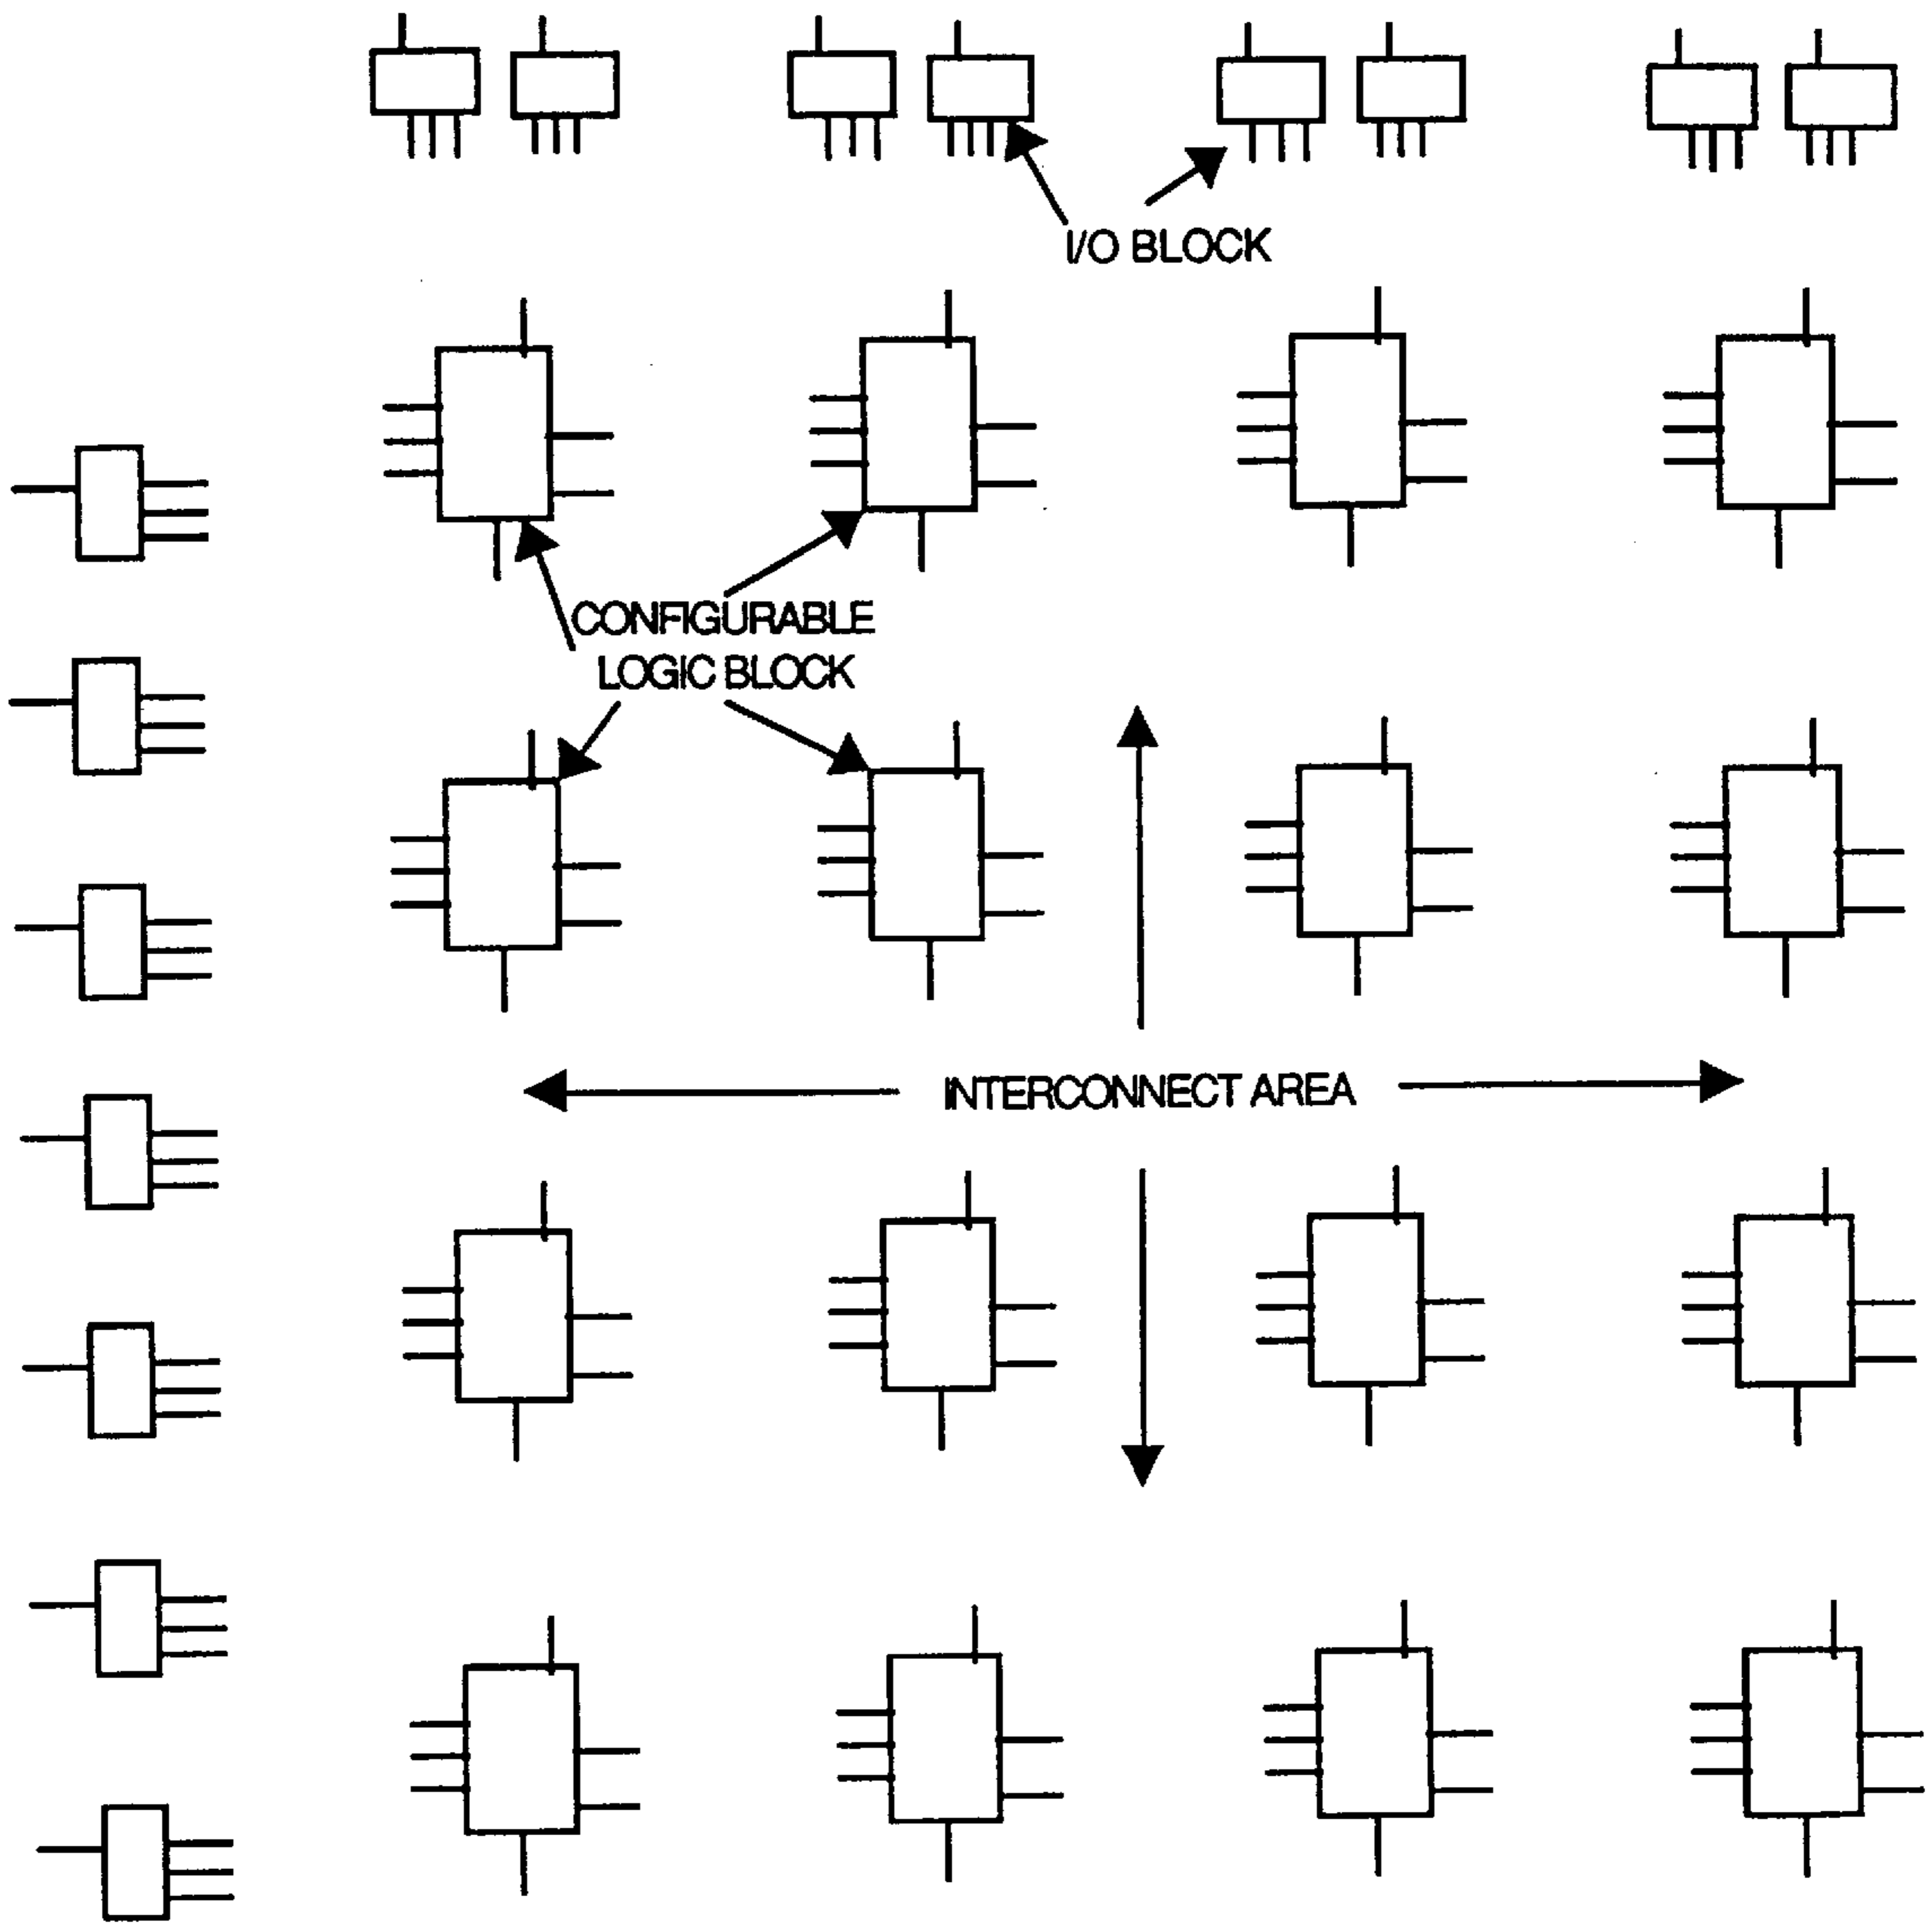 I/O BLOCK
CONFIGURABLE
LOGIC BLOCK
INTERCONNECT AREA